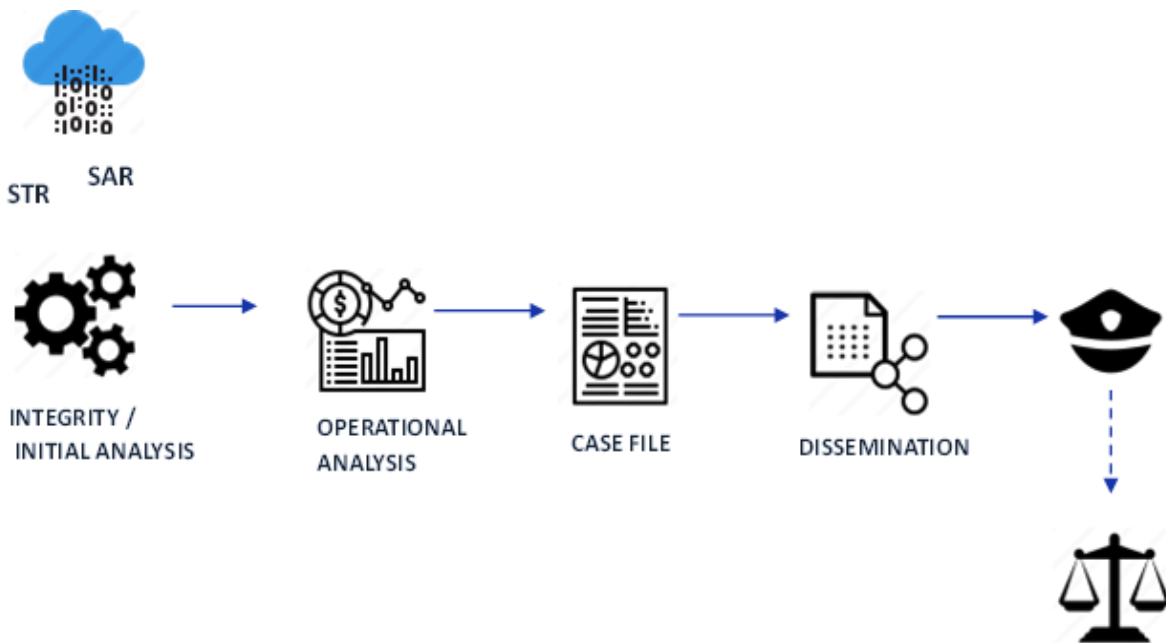 STR
SAR
INTEGRITY /
INITIAL ANALYSIS
OPERATIONAL
ANALYSIS
CASE FILE
DISSEMINATION